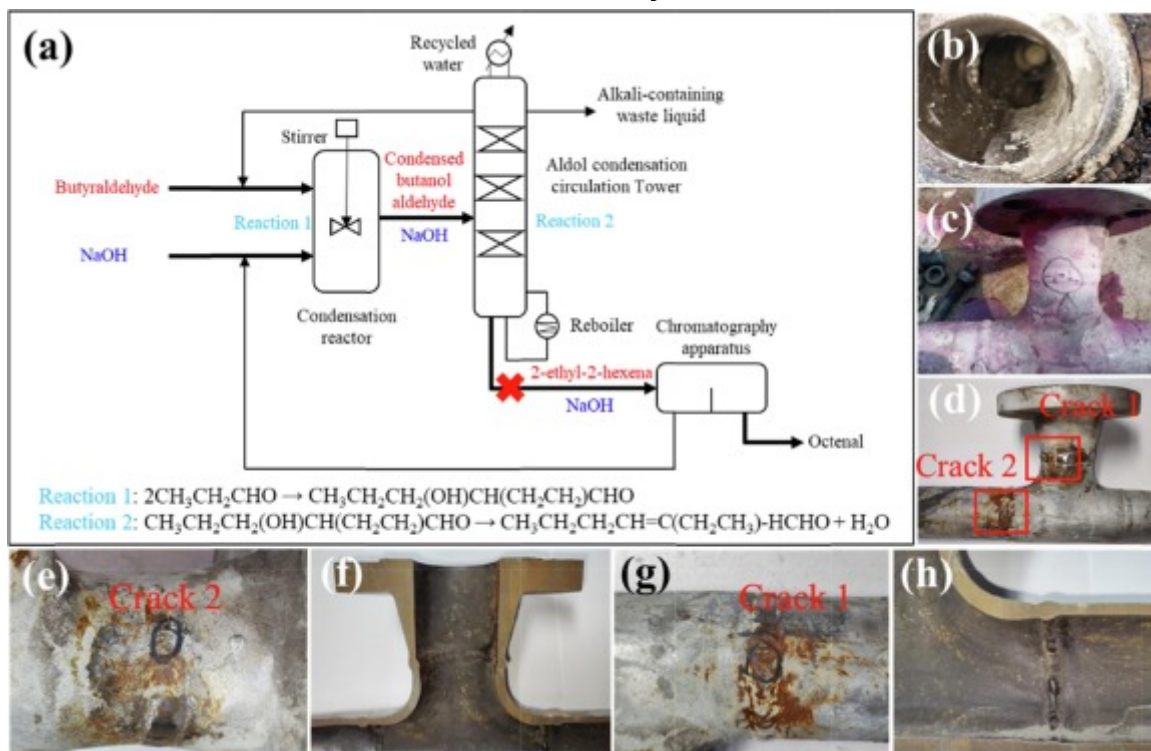 (a)
Recycled
water
Alkali-containing
waste liquid
Stirrer
Condensed
butanol
aldehyde
Aldol condensation
circulation Tower
Butyraldehyde
Reaction 1
Reaction 2
NaOH
NaOH
Condensation
reactor
Reboiler
Chromatography
apparatus
2-ethyl-2-hexena
NaOH
Octenal
Reaction 1: 2CH₃CH₂CHO → CH₃CH₂CH₂(OH)CH(CH₂CH₂)CHO
Reaction 2: CH₃CH₂CH₂(OH)CH(CH₂CH₂)CHO → CH₃CH₂CH₂CH=C(CH₂CH₃)-HCHO + H₂O
(b)
(c)
(d)
Crack 1
Crack 2
(e)
Crack 2
(f)
(g)
Crack 1
(h)